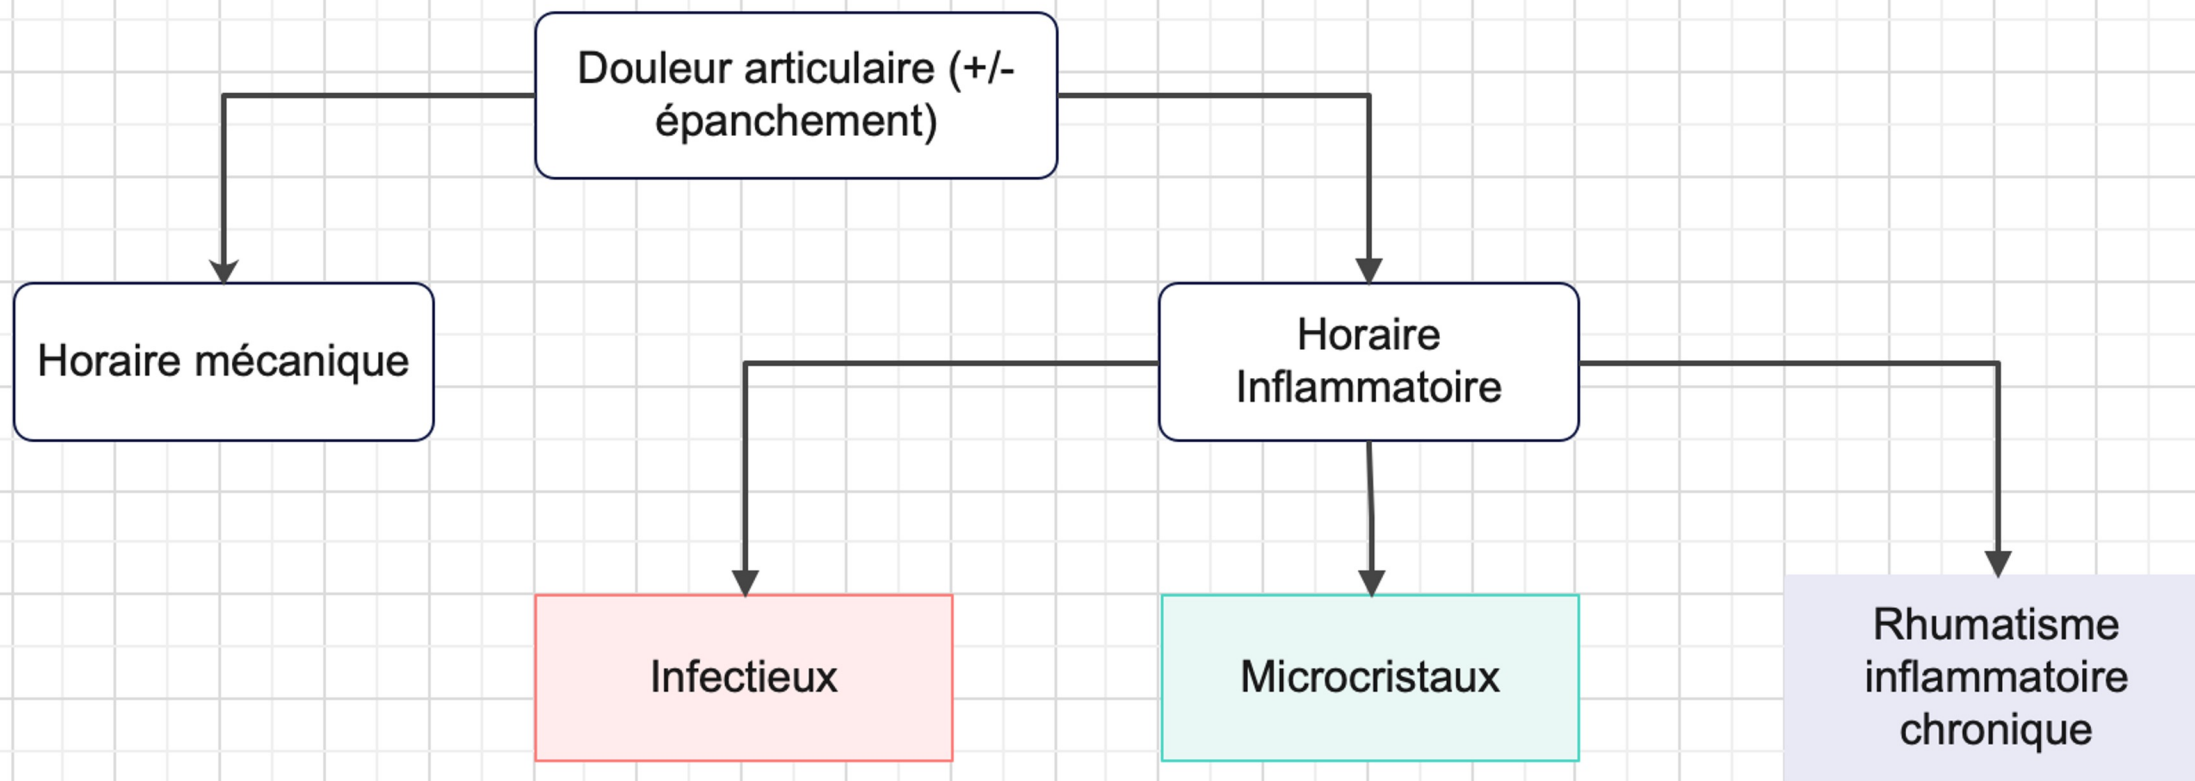 Douleur articulaire (+/-
épanchement)
Horaire mécanique
Horaire
Inflammatoire
Infectieux
Microcristaux
Rhumatisme
inflammatoire
chronique